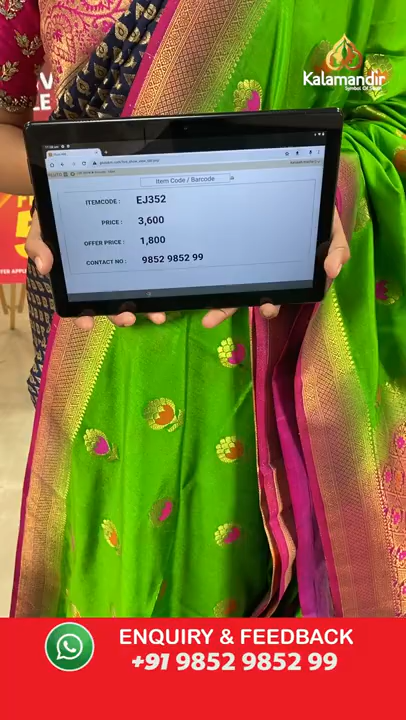 Kalamandir
Item Code / Barcode
ITEMCODE : EJ352
PRICE : 3,600
OFFER PRICE : 1,800
CONTACT NO : 9852 9852 99
ENQUIRY & FEEDBACK
+91 9852 9852 99